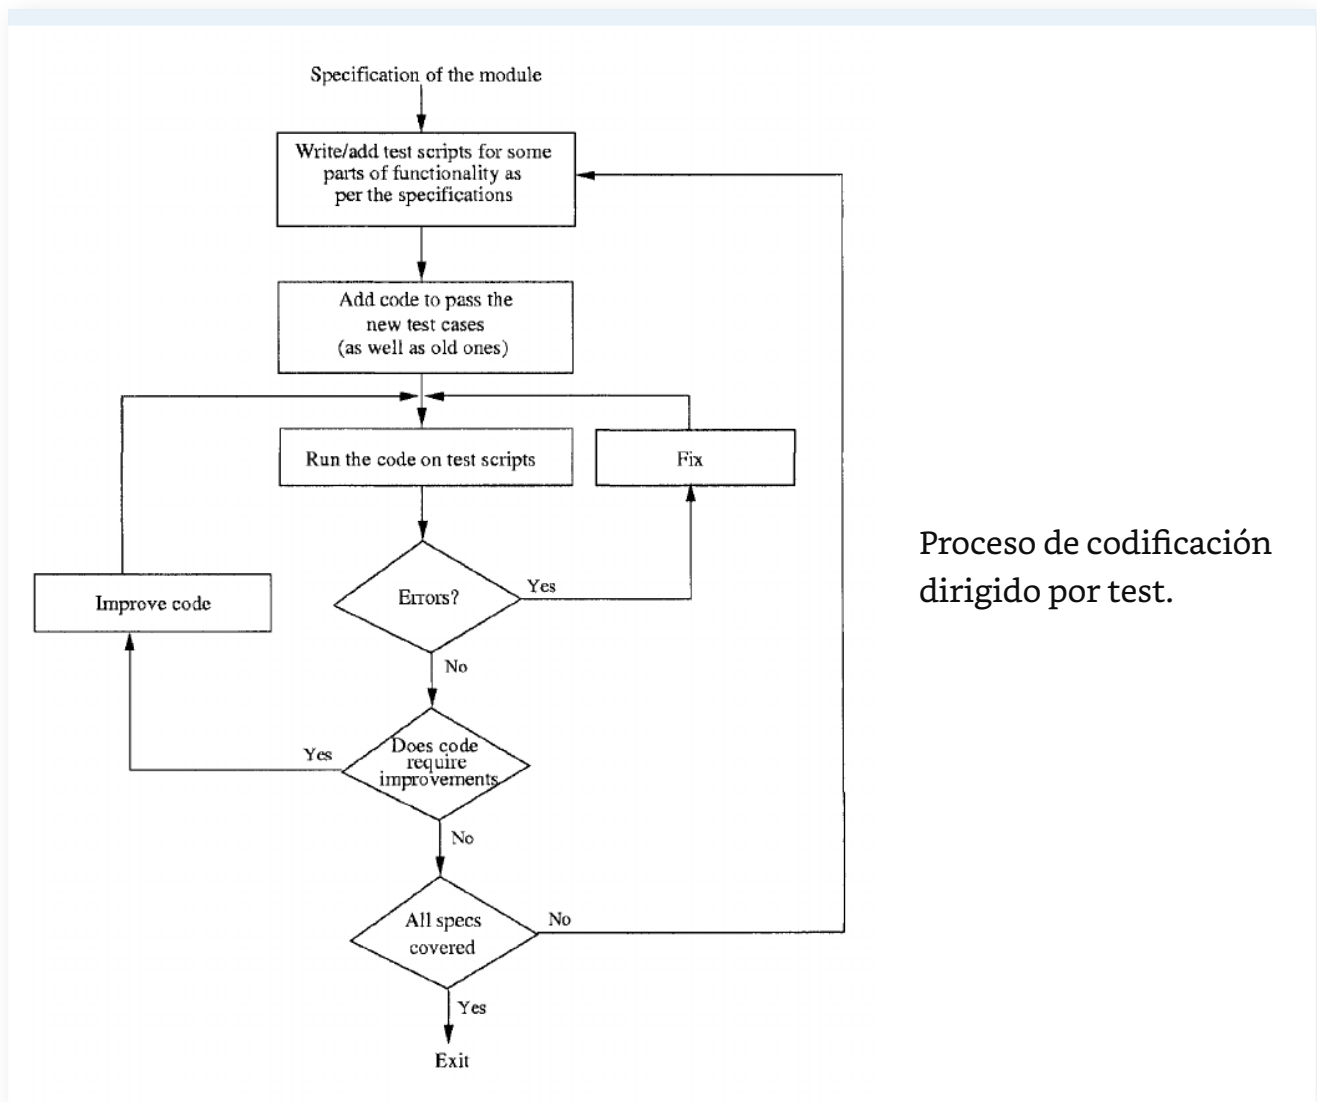 Specification of the module
Write/add test scripts for some
parts of functionality as
per the specifications
Add code to pass the
new test cases
(as well as old ones)
Run the code on test scripts
Fix
Improve code
Errors?
Yes
No
Does code
require
improvements
Yes
No
All specs
covered
No
Yes
Exit
Proceso de codificación
dirigido por test.